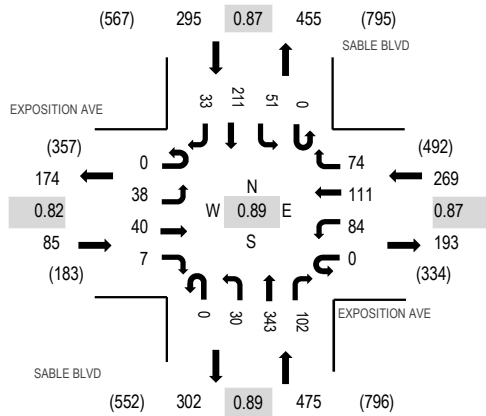 (567) 295 0.87 455 (795)
SABLE BLVD
33 211 51 0
EXPOSITION AVE
(357) (492)
0 74
174 269
N
38 111
0.82 W 0.89 E 0.87
40 84
85 193
S
7 0
(183) (334)
0 30 343 102
EXPOSITION AVE
SABLE BLVD
(552) 302 0.89 475 (796)